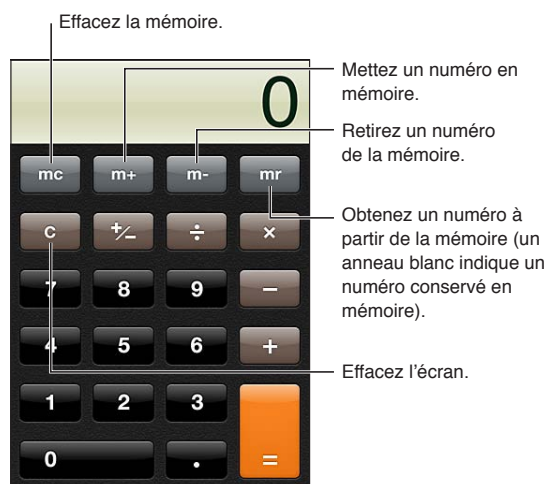 Effacez la mémoire.
0
Mettez un numéro en
mémoire.
Retirez un numéro
de la mémoire.
mc m+ m- mr
Obtenez un numéro à
partir de la mémoire (un
anneau blanc indique un
numéro conservé en
mémoire).
c +/− ÷ ×
7 8 9 −
4 5 6 +
Effacez l'écran.
1 2 3
0 . =